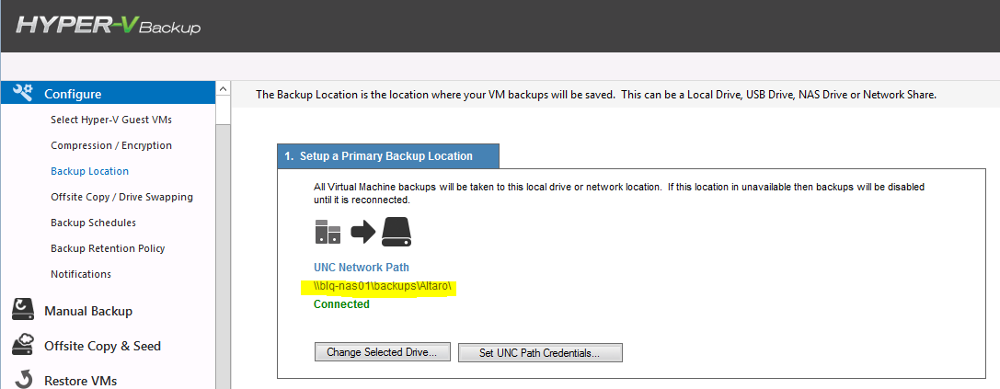 HYPER-V Backup
Configure
Select Hyper-V Guest VMs
Compression / Encryption
Backup Location
Offsite Copy / Drive Swapping
Backup Schedules
Backup Retention Policy
Notifications
Manual Backup
Offsite Copy & Seed
Restore VMs
The Backup Location is the location where your VM backups will be saved.  This can be a Local Drive, USB Drive, NAS Drive or Network Share.
1.  Setup a Primary Backup Location
All Virtual Machine backups will be taken to this local drive or network location.  If this location in unavailable then backups will be disabled
until it is reconnected.
UNC Network Path
\\blq-nas01\backups\Altaro\
Connected
Change Selected Drive...
Set UNC Path Credentials...